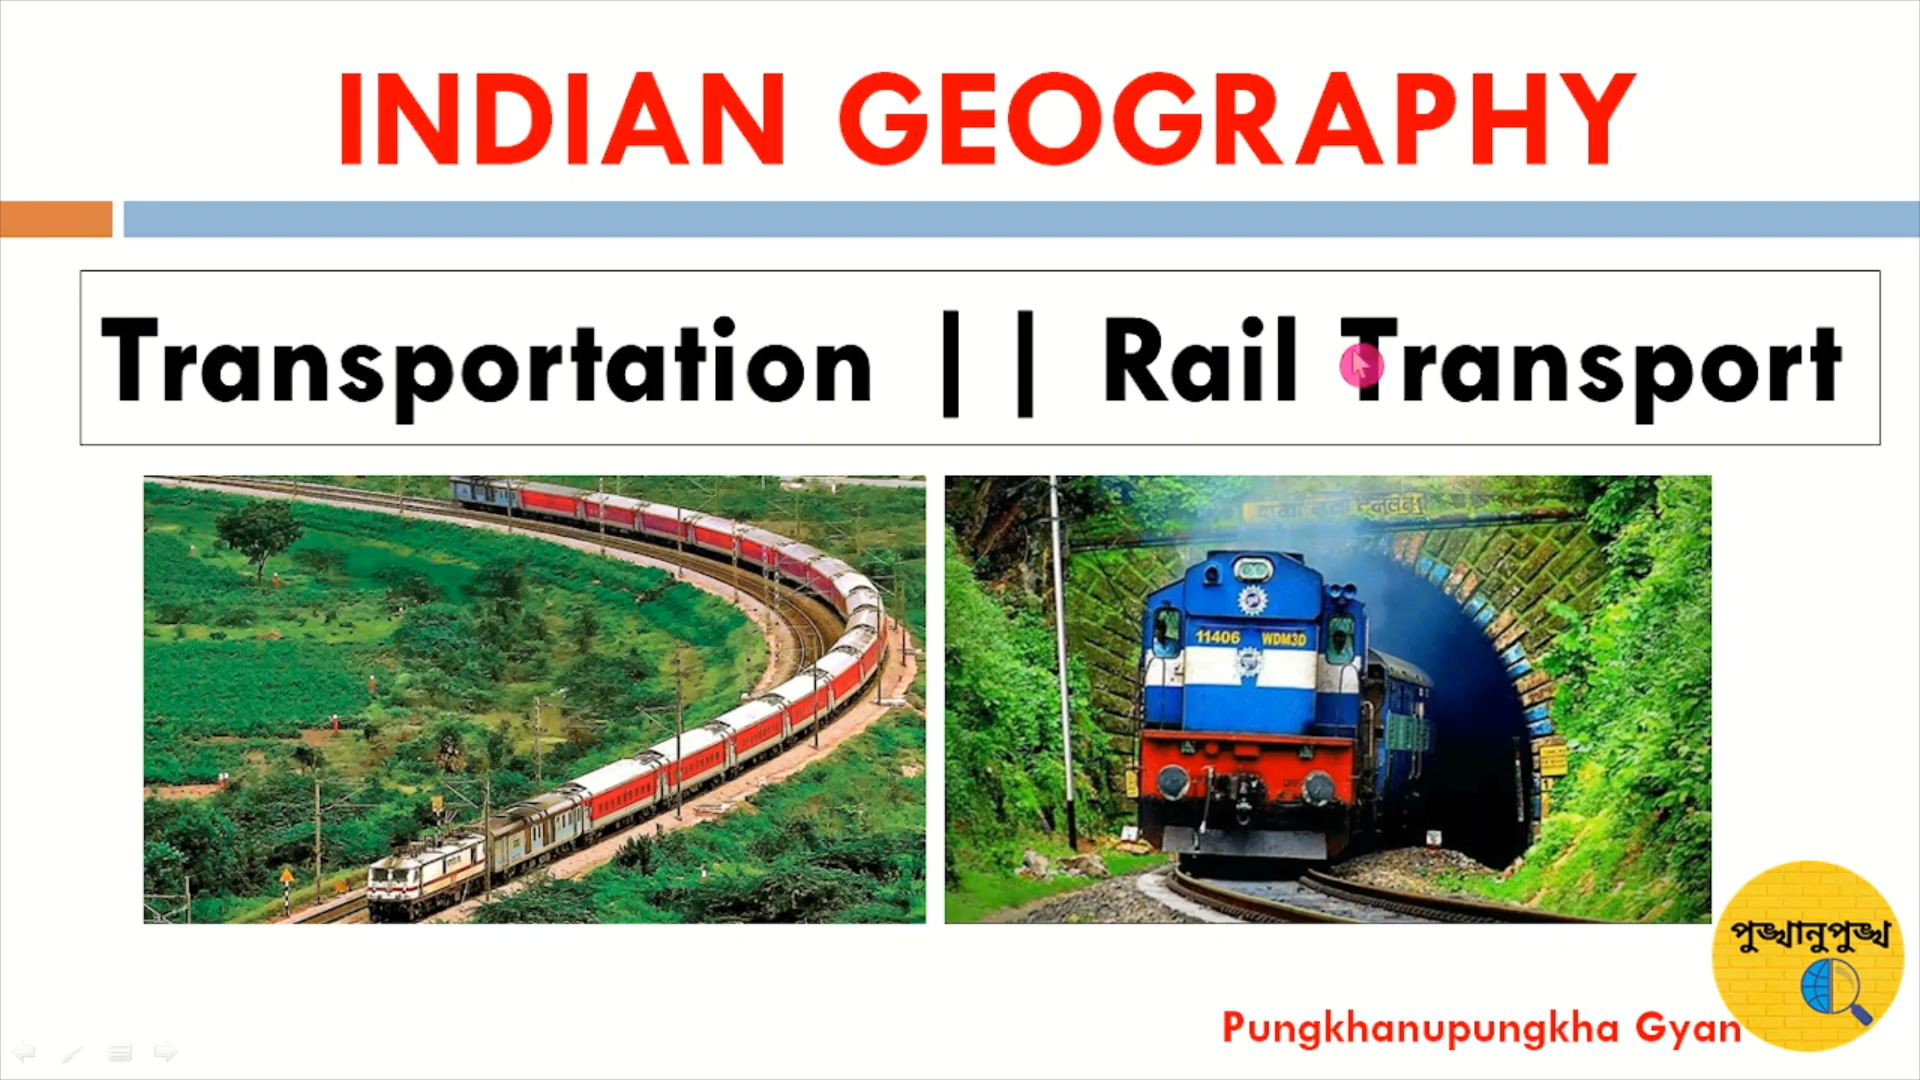 INDIAN GEOGRAPHY
Transportation || Rail Transport
11406 WDM3D
পুঙ্খানুপুঙ্খ
Pungkhanupungkha Gyan